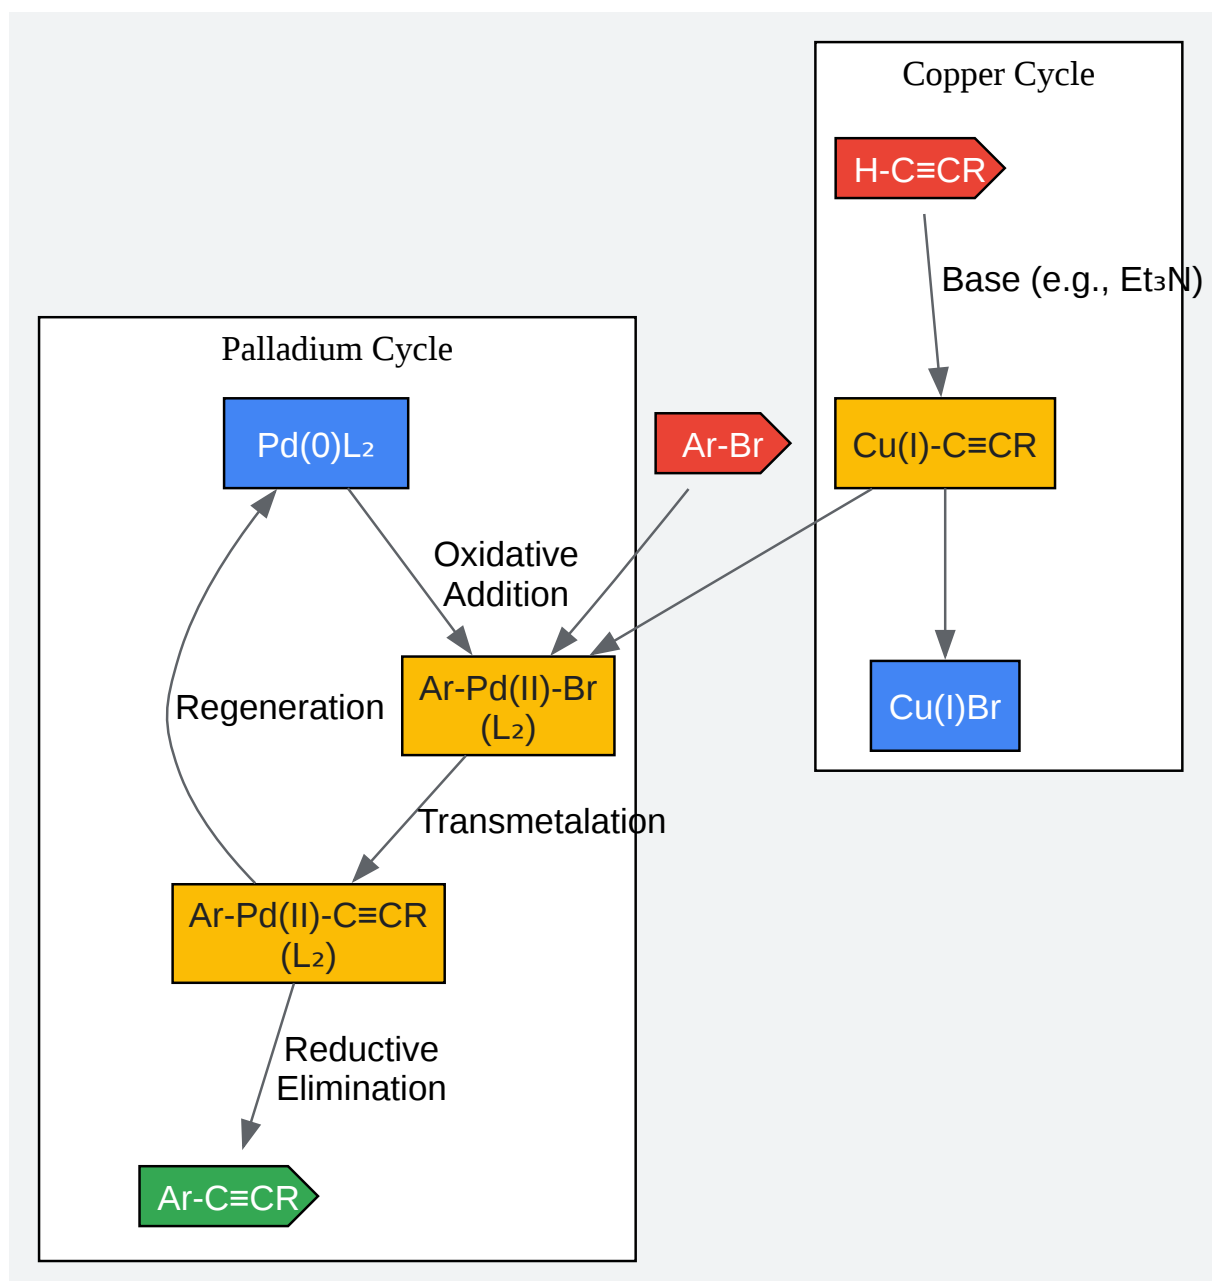 Copper Cycle
H-C≡CR
Base (e.g., Et₃N)
Palladium Cycle
Pd(0)L₂
Ar-Br
Cu(I)-C≡CR
Oxidative
Addition
Ar-Pd(II)-Br
(L₂)
Regeneration
Cu(I)Br
Transmetalation
Ar-Pd(II)-C≡CR
(L₂)
Reductive
Elimination
Ar-C≡CR